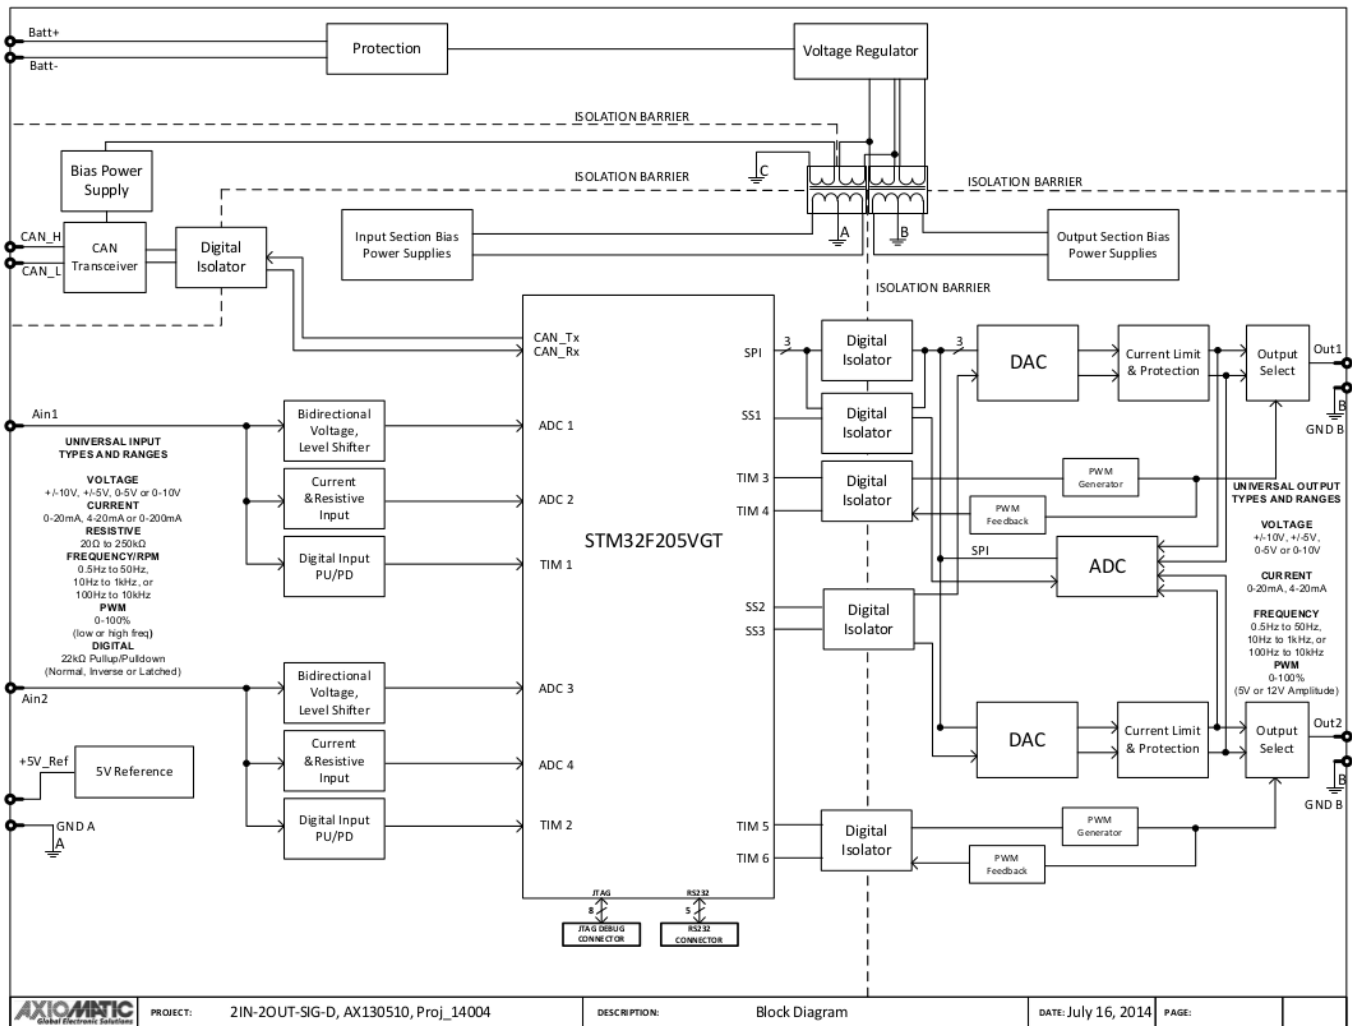 Batt+
Batt-
Protection
Voltage Regulator
ISOLATION BARRIER
ISOLATION BARRIER
ISOLATION BARRIER
C
Bias Power
Supply
CAN_H
CAN_L
CAN
Transceiver
Digital
Isolator
Input Section Bias
Power Supplies
A
B
Output Section Bias
Power Supplies
ISOLATION BARRIER
CAN_Tx
CAN_Rx
SPI
3
Digital
Isolator
3
DAC
Current Limit
& Protection
Output
Select
Out1
B
GND B
Ain1
Bidirectional
Voltage,
Level Shifter
ADC 1
SS1
Digital
Isolator
UNIVERSAL INPUT
TYPES AND RANGES
VOLTAGE
+/-10V, +/-5V, 0-5V or 0-10V
CURRENT
0-20mA, 4-20mA or 0-200mA
RESISTIVE
20Ω to 250kΩ
FREQUENCY/RPM
0.5Hz to 50Hz,
10Hz to 1kHz, or
100Hz to 10kHz
PWM
0-100%
(low or high freq)
DIGITAL
22kΩ Pullup/Pulldown
(Normal, Inverse or Latched)
Current
&Resistive
Input
ADC 2
Digital Input
PU/PD
TIM 1
STM32F205VGT
TIM 3
TIM 4
Digital
Isolator
PWM
Generator
PWM
Feedback
SPI
ADC
UNIVERSAL OUTPUT
TYPES AND RANGES
VOLTAGE
+/-10V, +/-5V,
0-5V or 0-10V
CURRENT
0-20mA, 4-20mA
FREQUENCY
0.5Hz to 50Hz,
10Hz to 1kHz, or
100Hz to 10kHz
PWM
0-100%
(5V or 12V Amplitude)
SS2
SS3
Digital
Isolator
Ain2
Bidirectional
Voltage,
Level Shifter
ADC 3
Current
&Resistive
Input
ADC 4
Digital Input
PU/PD
TIM 2
+5V_Ref
5V Reference
GND A
A
DAC
Current Limit
& Protection
Output
Select
Out2
B
GND B
TIM 5
TIM 6
Digital
Isolator
PWM
Generator
PWM
Feedback
JTAG
8
JTAG DEBUG
CONNECTOR
RS232
5
RS232
CONNECTOR
AXIOMATIC
Global Electronic Solutions
PROJECT: 2IN-2OUT-SIG-D, AX130510, Proj_14004
DESCRIPTION: Block Diagram
DATE: July 16, 2014
PAGE: